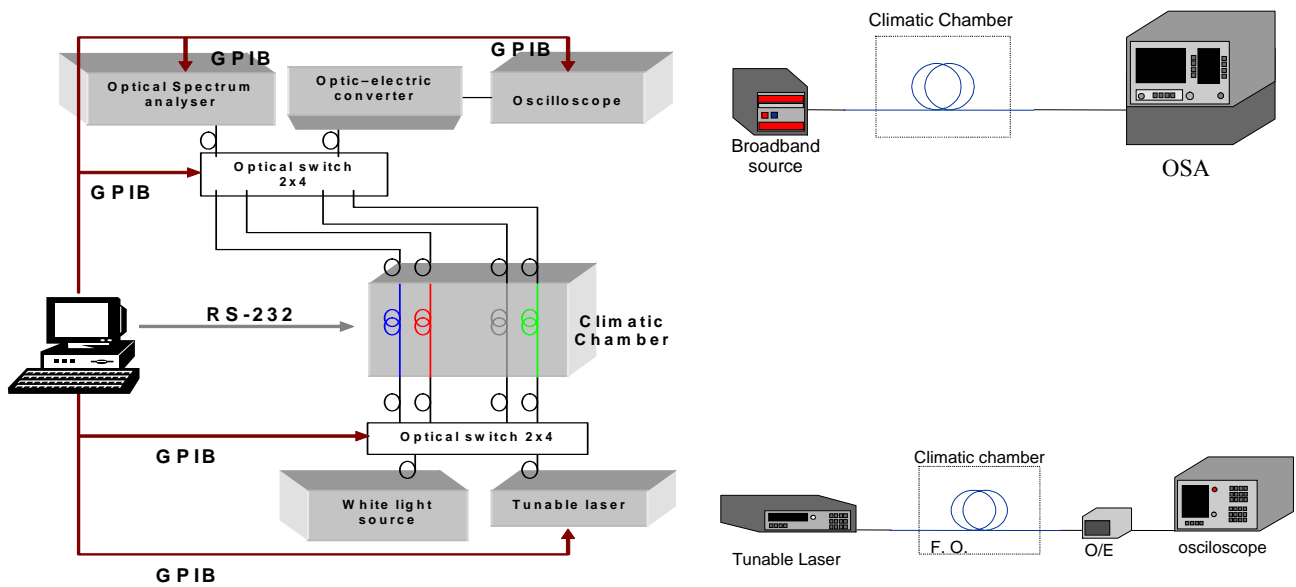 GPIB
GPIB
Optical Spectrum
analyser
Optic–electric
converter
Oscilloscope
Optical switch
2x4
GPIB
RS-232
Climatic
Chamber
Optical switch 2x4
GPIB
White light
source
Tunable laser
GPIB
Climatic Chamber
Broadband
source
OSA
Climatic chamber
Tunable Laser
F. O.
O/E
osciloscope